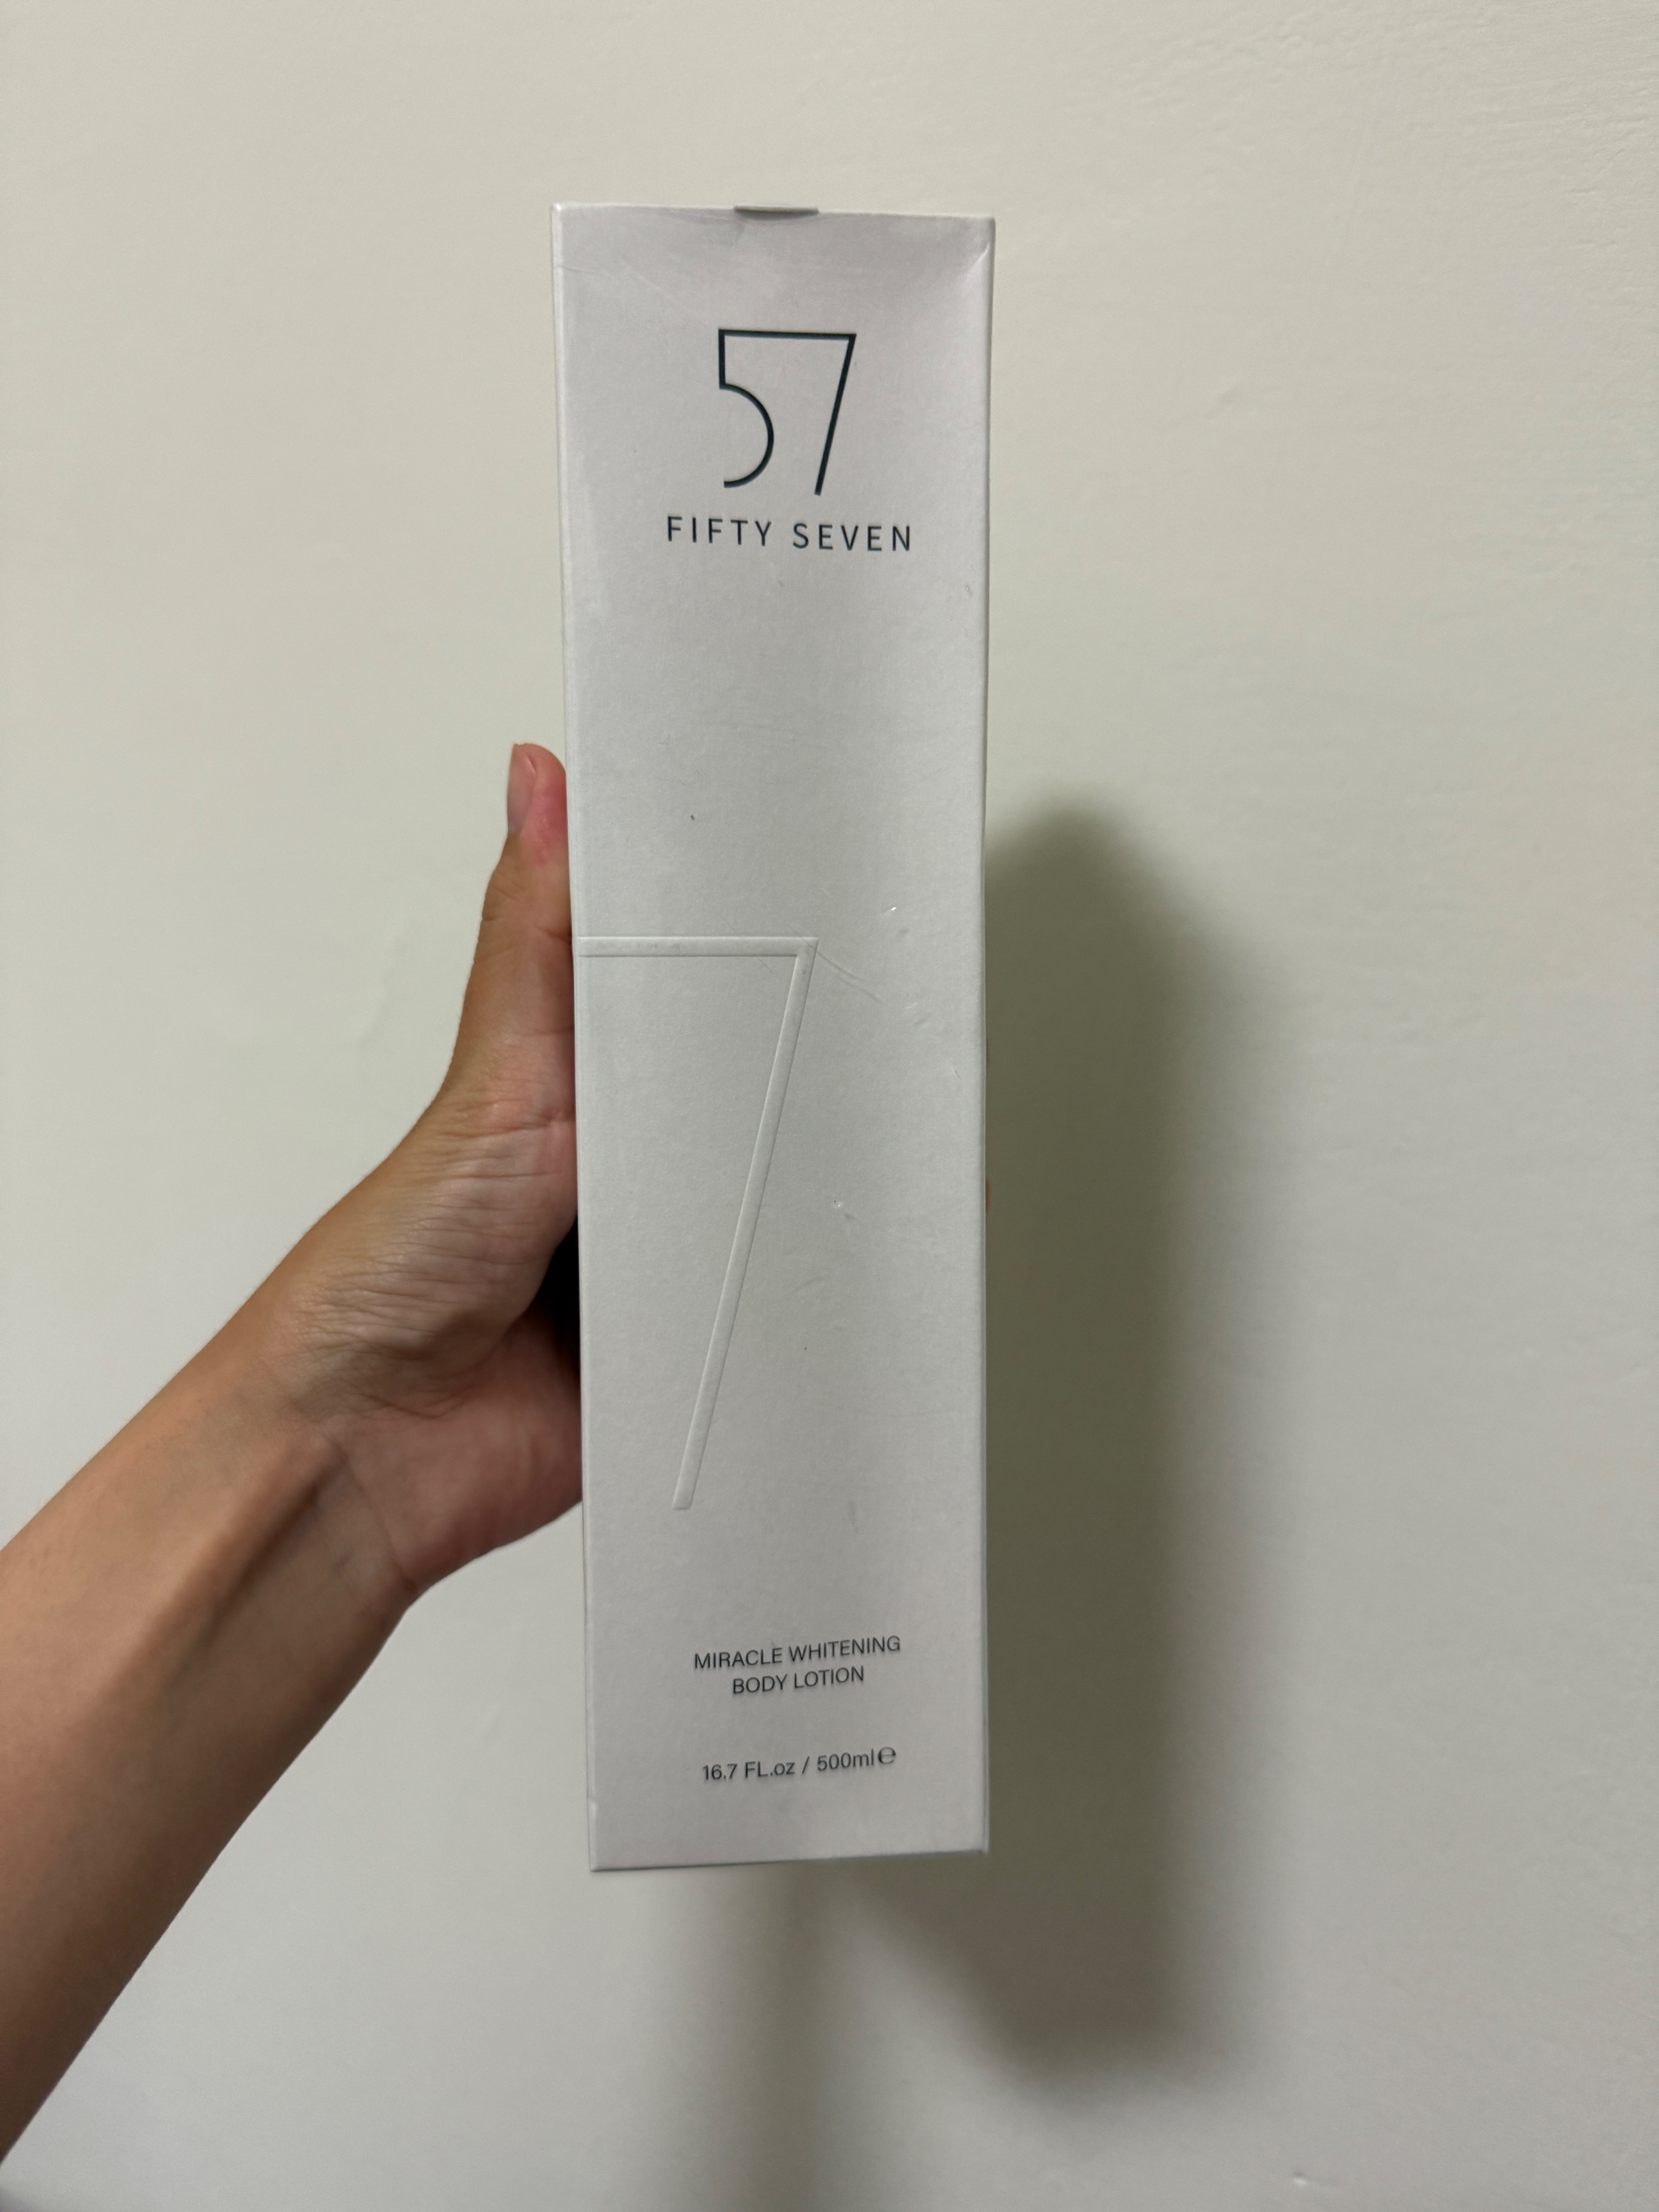 57
FIFTY SEVEN
7
MIRACLE WHITENING
BODY LOTION
16.7 FL.oz / 500ml℮